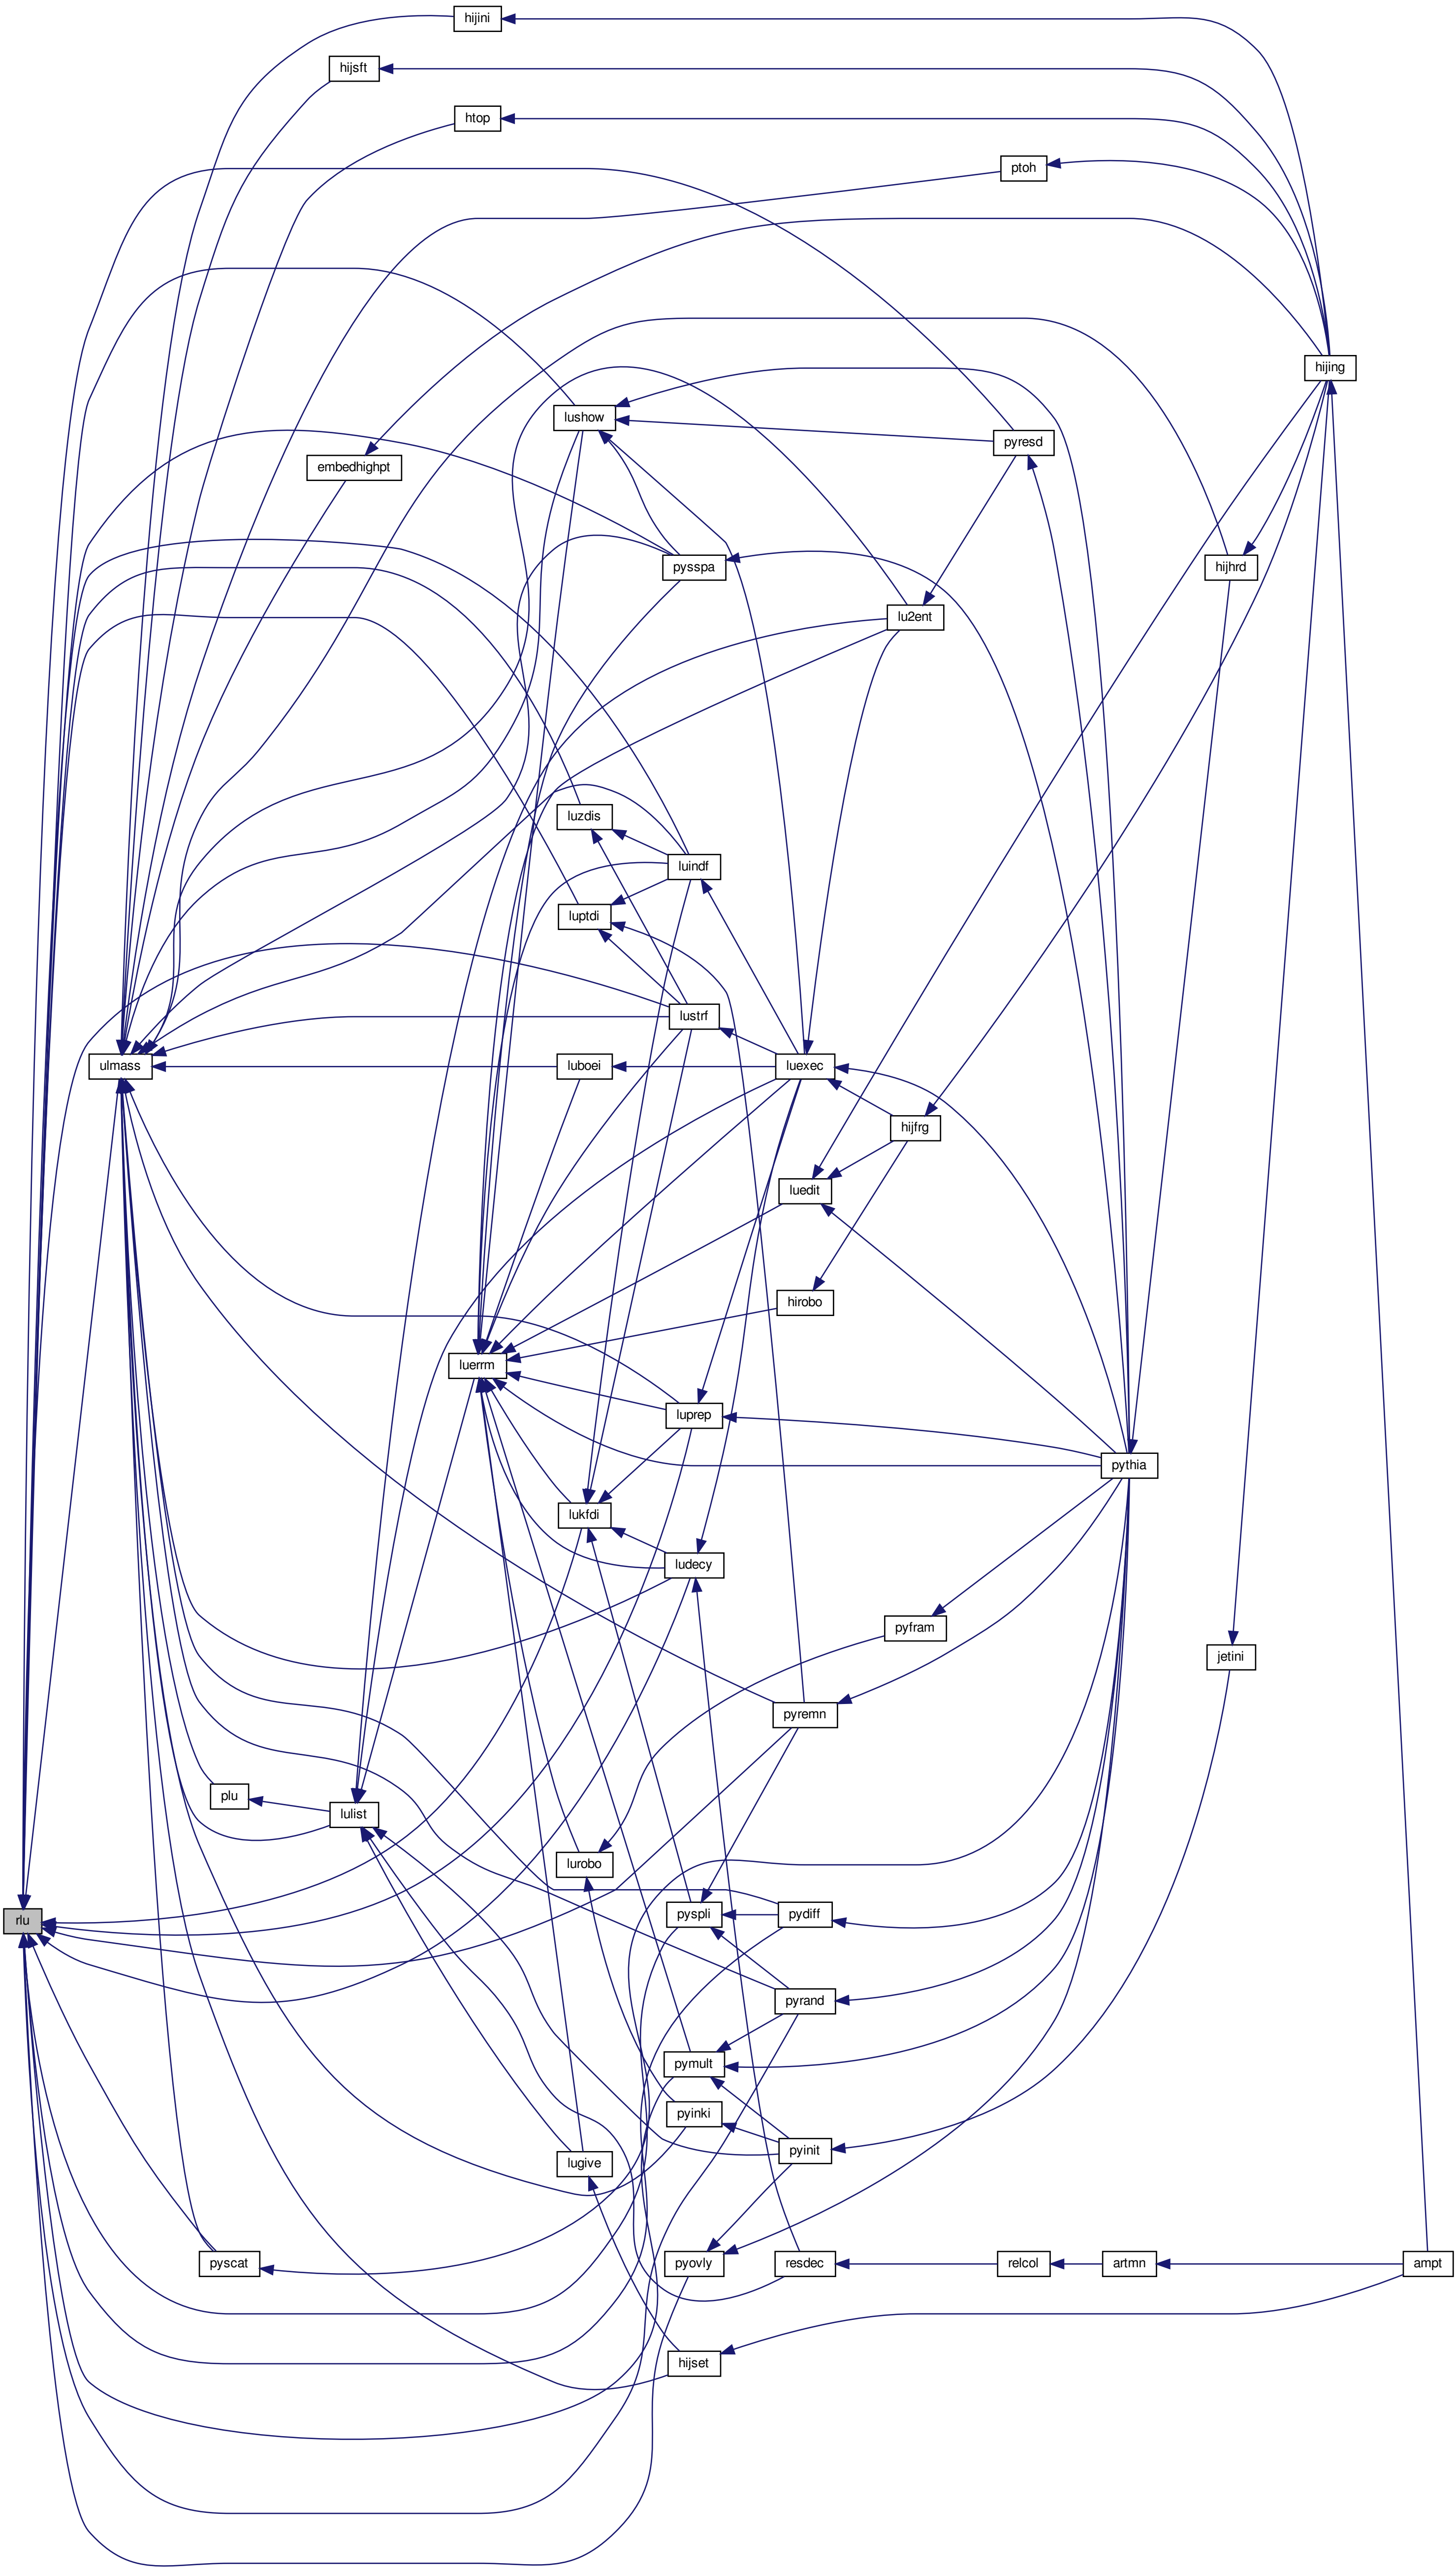 hijini
hijsft
htop
ptoh
hijing
lushow
pyresd
embedhighpt
pysspa
hijhrd
lu2ent
luzdis
luindf
luptdi
lustrf
ulmass
luboei
luexec
hijfrg
luedit
hirobo
luerrm
luprep
pythia
lukfdi
ludecy
pyfram
jetini
pyremn
plu
lulist
lurobo
rlu
pyspli
pydiff
pyrand
pymult
pyinki
pyinit
lugive
pyscat
pyovly
resdec
relcol
artmn
ampt
hijset